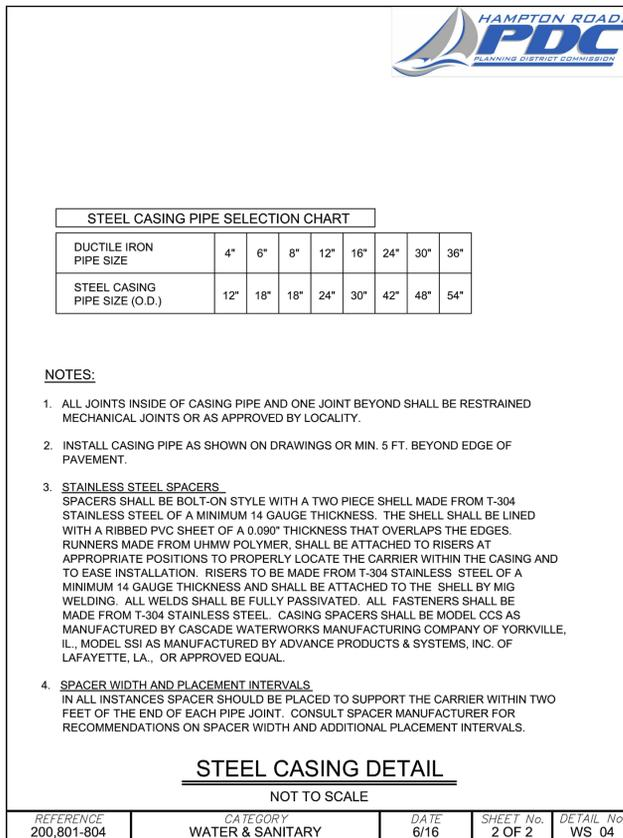 HAMPTON ROADS
PDC
PLANNING DISTRICT COMMISSION
STEEL CASING PIPE SELECTION CHART
DUCTILE IRON PIPE SIZE 4" 6" 8" 12" 16" 24" 30" 36"
STEEL CASING PIPE SIZE (O.D.) 12" 18" 18" 24" 30" 42" 48" 54"
NOTES:
1. ALL JOINTS INSIDE OF CASING PIPE AND ONE JOINT BEYOND SHALL BE RESTRAINED
MECHANICAL JOINTS OR AS APPROVED BY LOCALITY.
2. INSTALL CASING PIPE AS SHOWN ON DRAWINGS OR MIN. 5 FT. BEYOND EDGE OF
PAVEMENT.
3. STAINLESS STEEL SPACERS
SPACERS SHALL BE BOLT-ON STYLE WITH A TWO PIECE SHELL MADE FROM T-304
STAINLESS STEEL OF A MINIMUM 14 GAUGE THICKNESS. THE SHELL SHALL BE LINED
WITH A RIBBED PVC SHEET OF A 0.090" THICKNESS THAT OVERLAPS THE EDGES.
RUNNERS MADE FROM UHMW POLYMER, SHALL BE ATTACHED TO RISERS AT
APPROPRIATE POSITIONS TO PROPERLY LOCATE THE CARRIER WITHIN THE CASING AND
TO EASE INSTALLATION. RISERS TO BE MADE FROM T-304 STAINLESS STEEL OF A
MINIMUM 14 GAUGE THICKNESS AND SHALL BE ATTACHED TO THE SHELL BY MIG
WELDING. ALL WELDS SHALL BE FULLY PASSIVATED. ALL FASTENERS SHALL BE
MADE FROM T-304 STAINLESS STEEL. CASING SPACERS SHALL BE MODEL CCS AS
MANUFACTURED BY CASCADE WATERWORKS MANUFACTURING COMPANY OF YORKVILLE,
IL., MODEL SSI AS MANUFACTURED BY ADVANCE PRODUCTS & SYSTEMS, INC. OF
LAFAYETTE, LA., OR APPROVED EQUAL.
4. SPACER WIDTH AND PLACEMENT INTERVALS
IN ALL INSTANCES SPACER SHOULD BE PLACED TO SUPPORT THE CARRIER WITHIN TWO
FEET OF THE END OF EACH PIPE JOINT. CONSULT SPACER MANUFACTURER FOR
RECOMMENDATIONS ON SPACER WIDTH AND ADDITIONAL PLACEMENT INTERVALS.
STEEL CASING DETAIL
NOT TO SCALE
REFERENCE CATEGORY DATE SHEET No. DETAIL No.
200,801-804 WATER & SANITARY 6/16 2 OF 2 WS_04